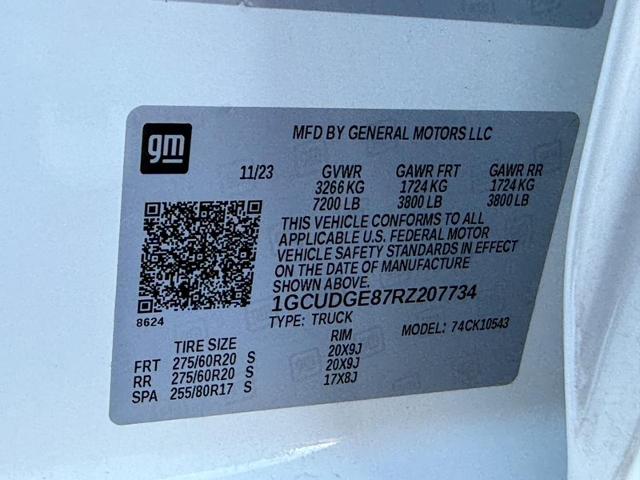 gm
MFD BY GENERAL MOTORS LLC
11/23 GVWR GAWR FRT GAWR RR
3266 KG 1724 KG 1724 KG
7200 LB 3800 LB 3800 LB
THIS VEHICLE CONFORMS TO ALL
APPLICABLE U.S. FEDERAL MOTOR
VEHICLE SAFETY STANDARDS IN EFFECT
ON THE DATE OF MANUFACTURE
SHOWN ABOVE.
1GCUDGE87RZ207734
8624
TYPE: TRUCK MODEL: 74CK10543
TIRE SIZE RIM
FRT 275/60R20 S 20X9J
RR 275/60R20 S 20X9J
SPA 255/80R17 S 17X8J